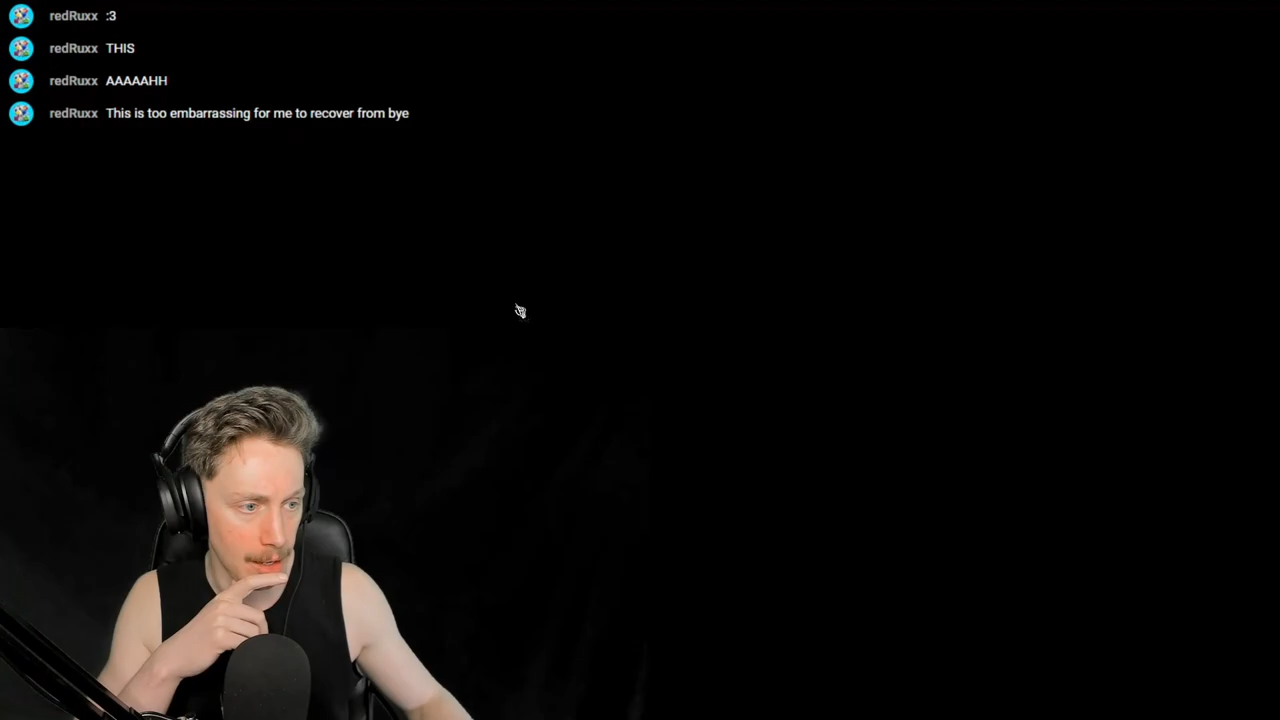 redRuxx :3
redRuxx THIS
redRuxx AAAAAHH
redRuxx This is too embarrassing for me to recover from bye